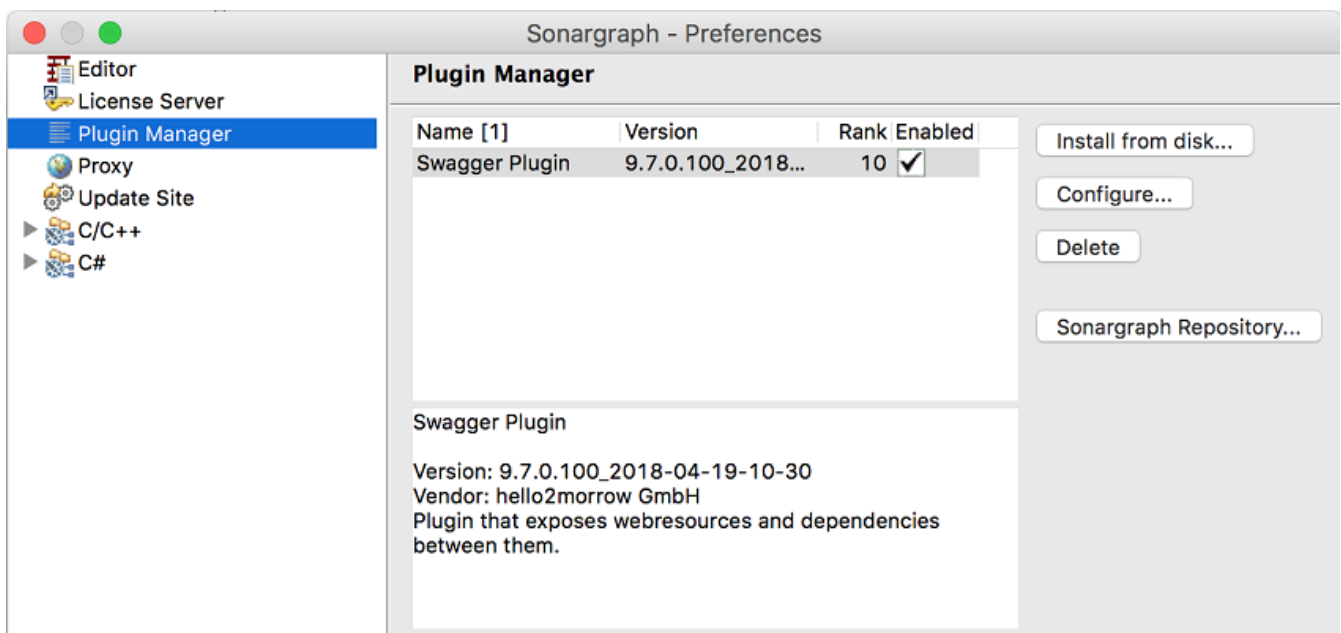 Sonargraph - Preferences
Editor
License Server
Plugin Manager
Proxy
Update Site
C/C++
C#
Plugin Manager
Name [1] Version Rank Enabled
Swagger Plugin 9.7.0.100_2018... 10
Install from disk...
Configure...
Delete
Sonargraph Repository...
Swagger Plugin
Version: 9.7.0.100_2018-04-19-10-30
Vendor: hello2morrow GmbH
Plugin that exposes webresources and dependencies
between them.